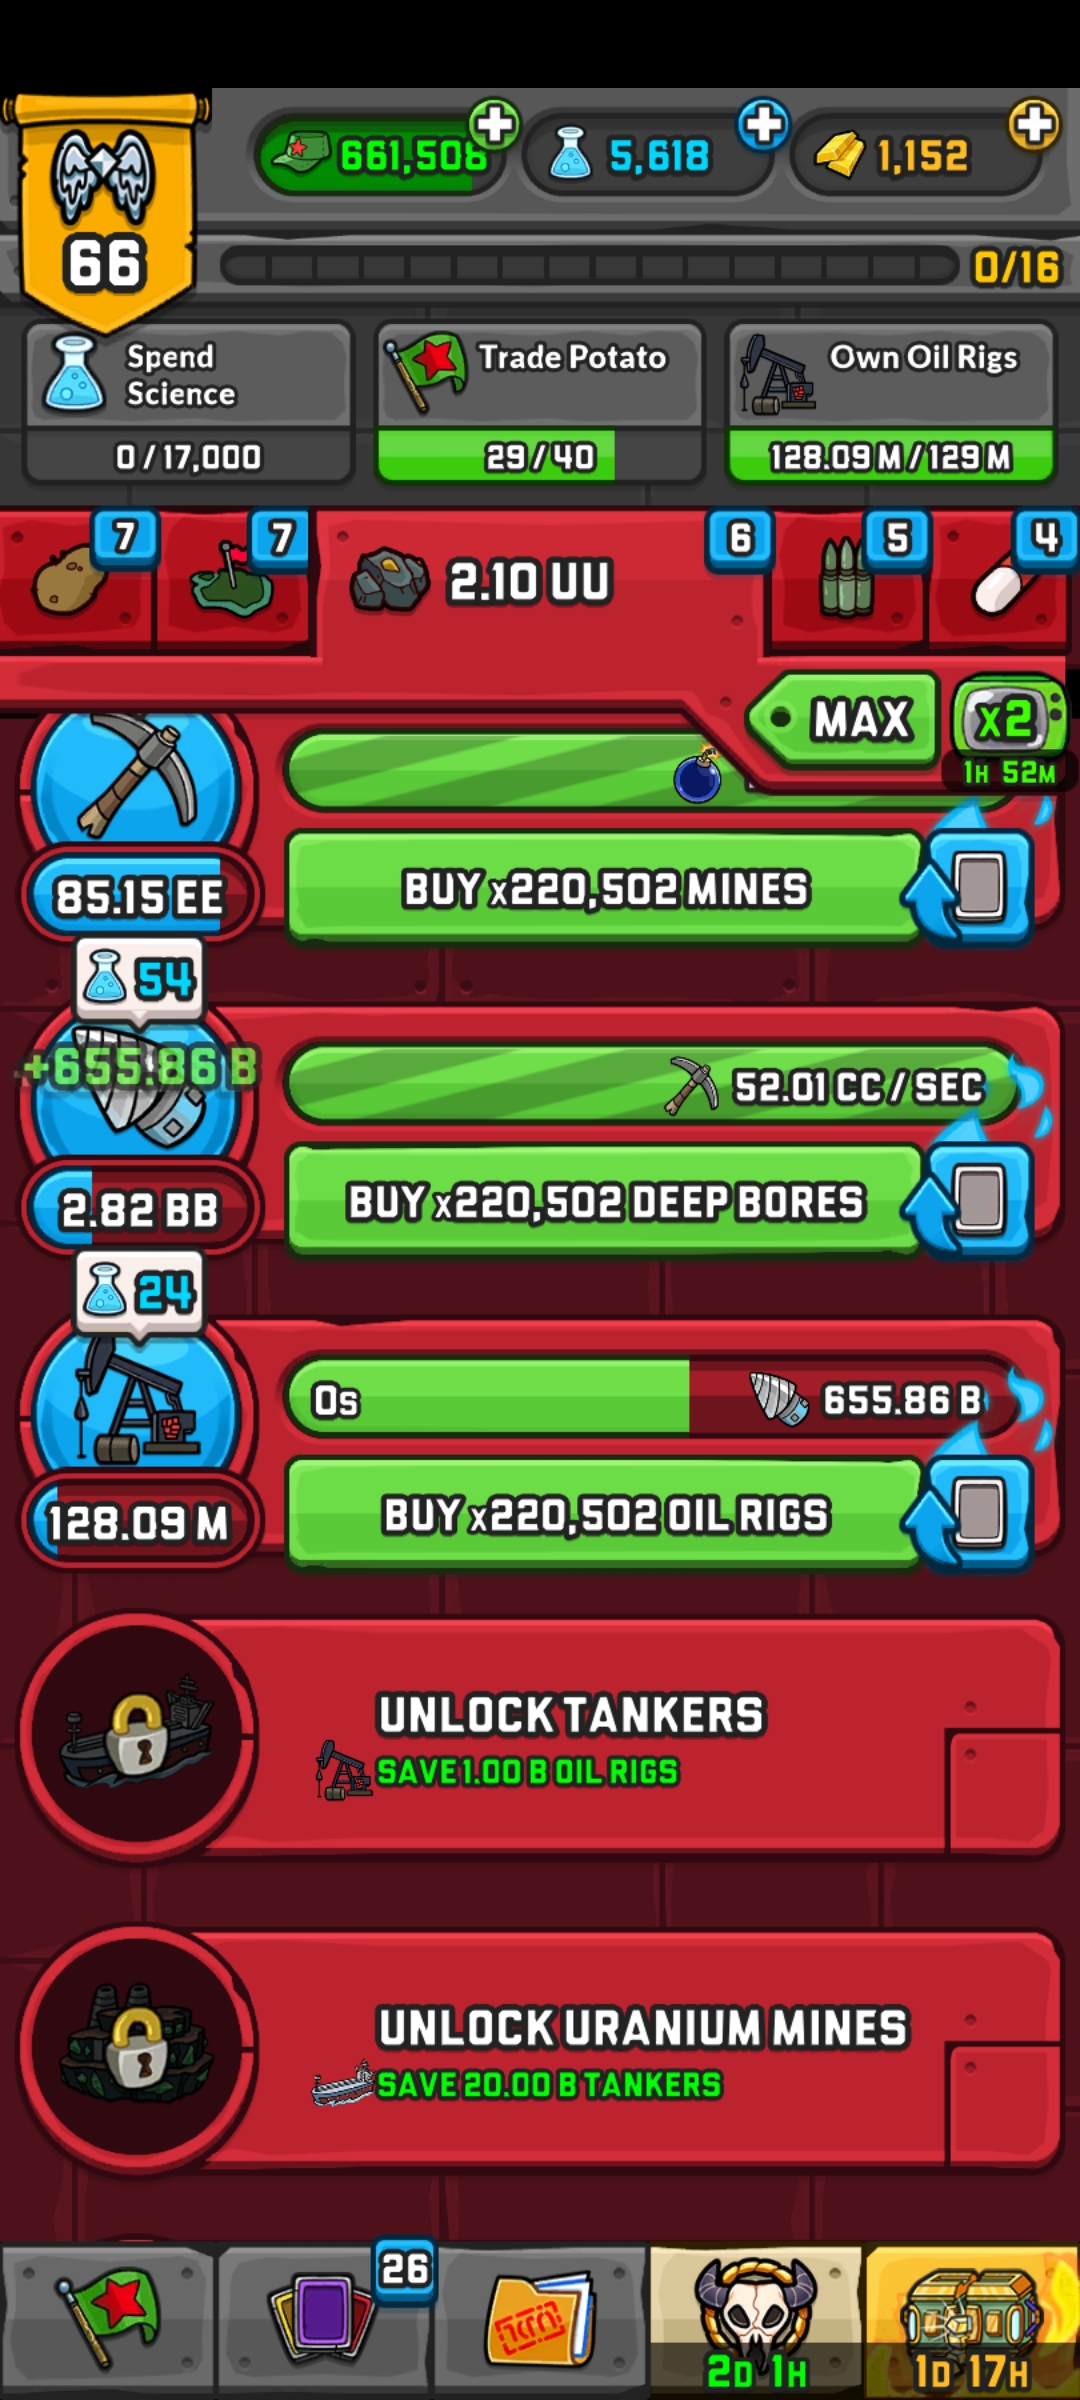 661,508
5,618
1,152
66
0/16
Spend
Science
0/17,000
Trade Potato
29/40
Own Oil Rigs
128.09 M/129 M
7
7
2.10 UU
6
5
4
MAX
x2
1H 52M
85.15 EE
BUY x220,502 MINES
54
+655.86 B
52.01 CC/SEC
2.82 BB
BUY x220,502 DEEP BORES
24
0s
655.86 B
128.09 M
BUY x220,502 OIL RIGS
UNLOCK TANKERS
SAVE 1.00 B OIL RIGS
UNLOCK URANIUM MINES
SAVE 20.00 B TANKERS
26
2D 1H
1D 17H